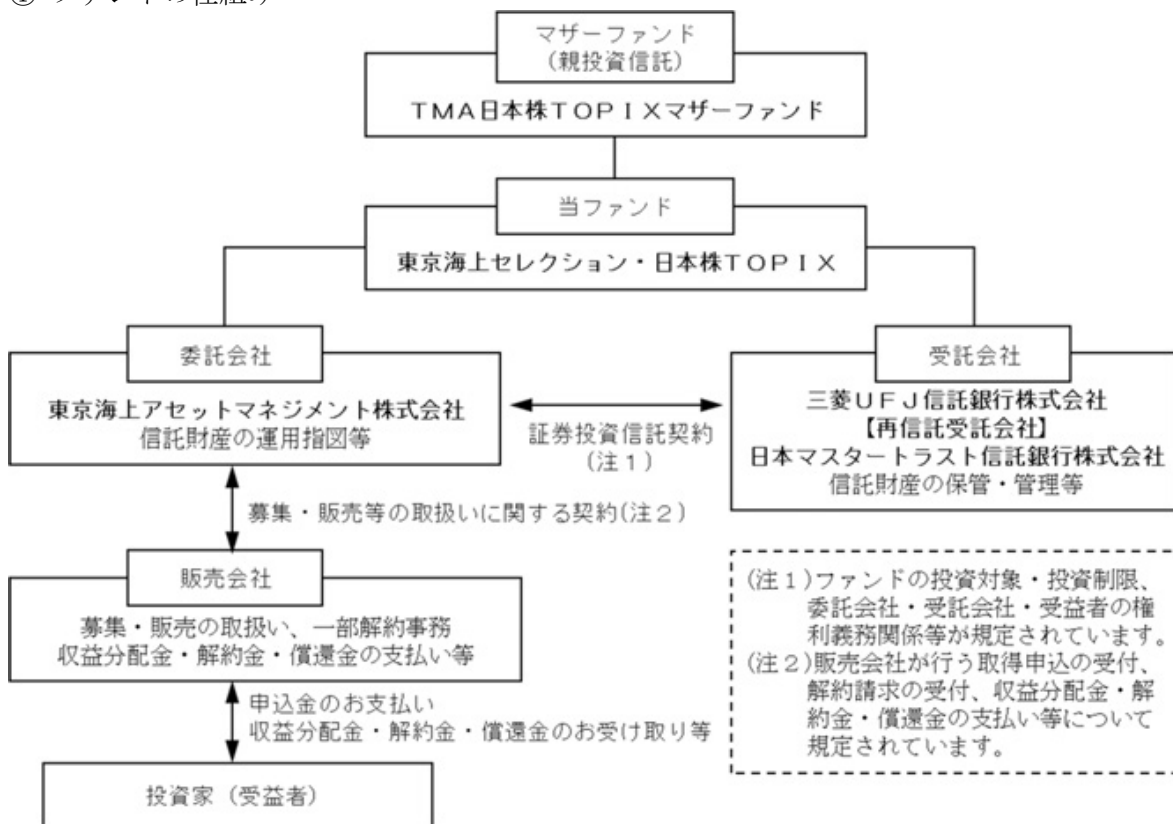 ① ファンドの仕組み
マザーファンド
(親投資信託)
TMA日本株TOPIXマザーファンド
当ファンド
東京海上セレクション・日本株TOPIX
委託会社
東京海上アセットマネジメント株式会社
信託財産の運用指図等
証券投資信託契約
(注1)
受託会社
三菱UFJ信託銀行株式会社
【再信託受託会社】
日本マスタートラスト信託銀行株式会社
信託財産の保管・管理等
募集・販売等の取扱いに関する契約(注2)
販売会社
募集・販売の取扱い、一部解約事務
収益分配金・解約金・償還金の支払い等
申込金のお支払い
収益分配金・解約金・償還金のお受け取り等
投資家(受益者)
(注1)ファンドの投資対象・投資制限、
委託会社・受託会社・受益者の権
利義務関係等が規定されています。
(注2)販売会社が行う取得申込の受付、
解約請求の受付、収益分配金・解
約金・償還金の支払い等について
規定されています。